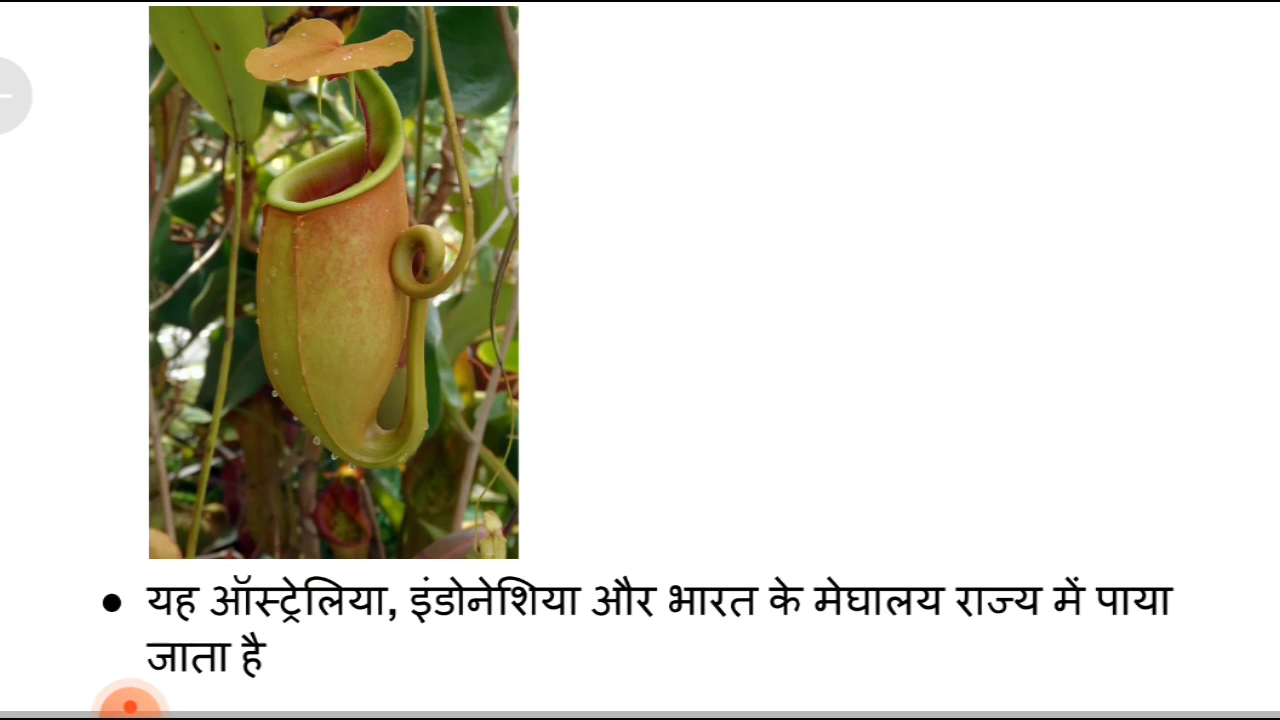 ● यह ऑस्ट्रेलिया, इंडोनेशिया और भारत के मेघालय राज्य में पाया
जाता है